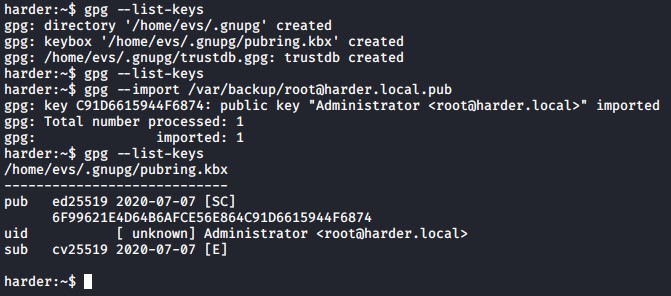 harder:~$ gpg --list-keys
gpg: directory '/home/evs/.gnupg' created
gpg: keybox '/home/evs/.gnupg/pubring.kbx' created
gpg: /home/evs/.gnupg/trustdb.gpg: trustdb created
harder:~$ gpg --list-keys
harder:~$ gpg --import /var/backup/root@harder.local.pub
gpg: key C91D6615944F6874: public key "Administrator <root@harder.local>" imported
gpg: Total number processed: 1
gpg:               imported: 1
harder:~$ gpg --list-keys
/home/evs/.gnupg/pubring.kbx
----------------------------
pub   ed25519 2020-07-07 [SC]
      6F99621E4D64B6AFCE56E864C91D6615944F6874
uid           [ unknown] Administrator <root@harder.local>
sub   cv25519 2020-07-07 [E]
harder:~$